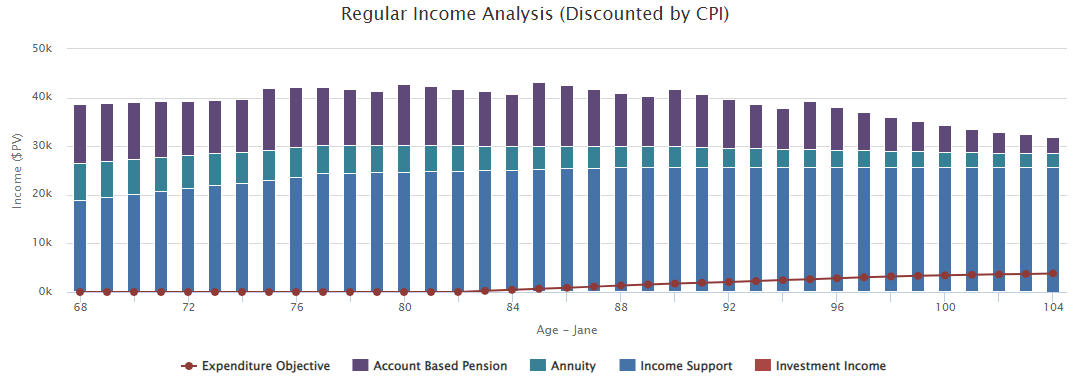 Regular Income Analysis (Discounted by CPI)
50k
40k
30k
20k
10k
0k
Income ($PV)
68 72 76 80 84 88 92 96 100 104
Age - Jane
Expenditure Objective Account Based Pension Annuity Income Support Investment Income